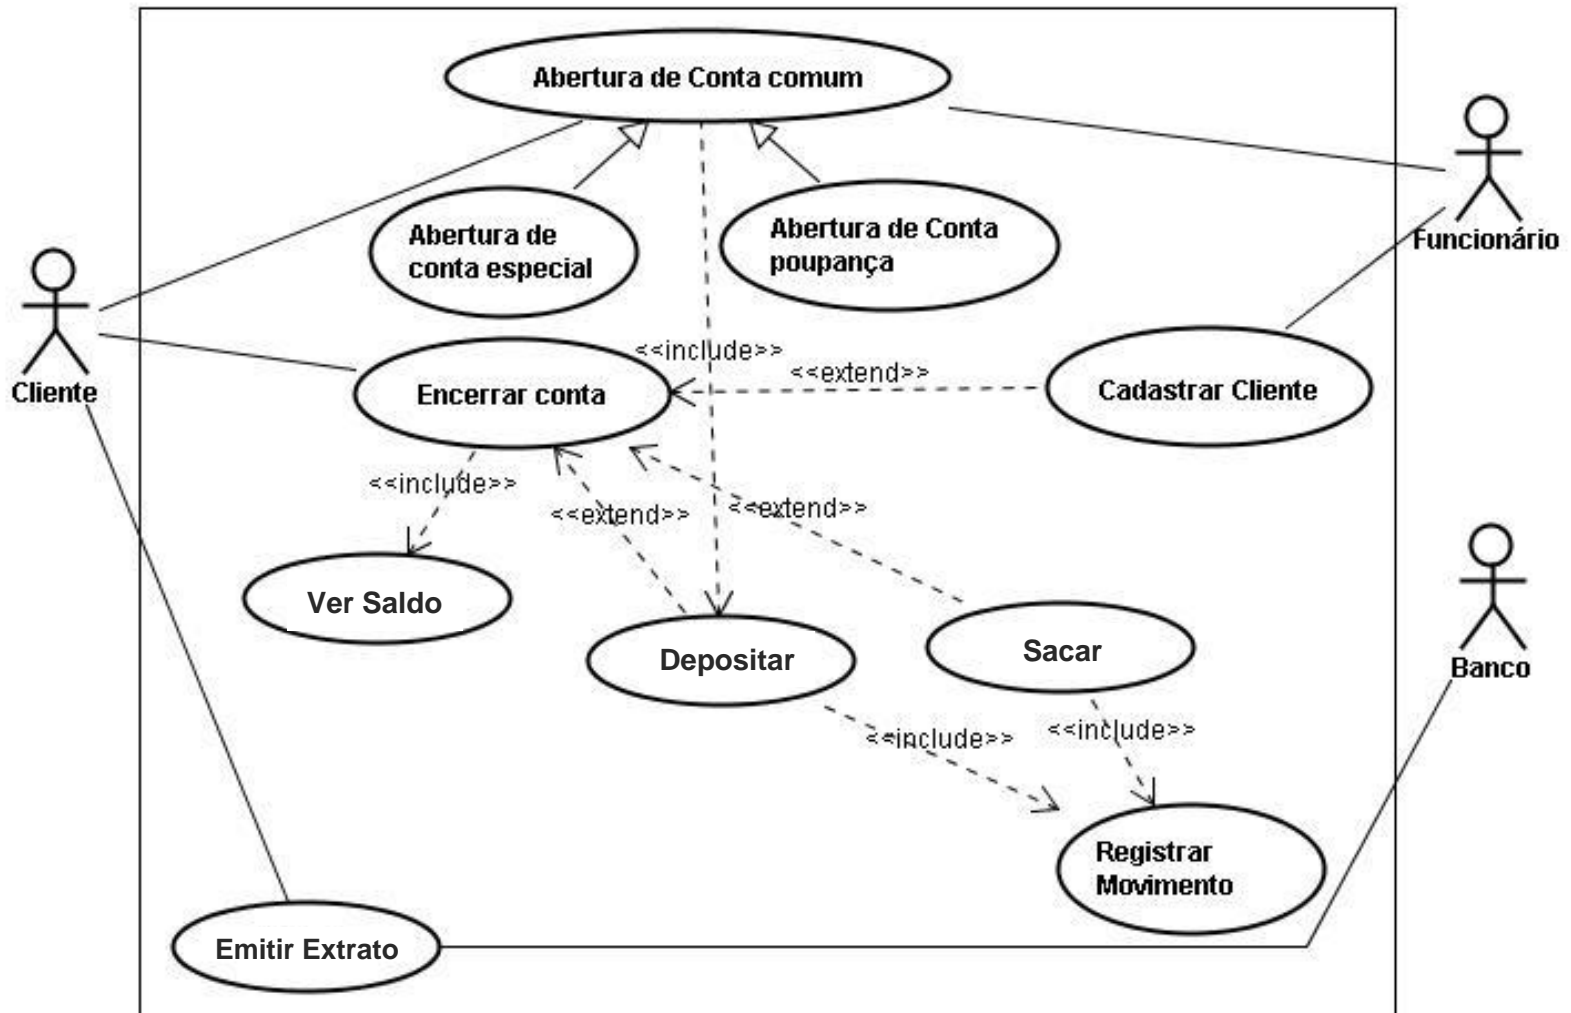 Abertura de Conta comum
Abertura de
conta especial
Abertura de Conta
poupança
Funcionário
Cliente
<<include>>
<<extend>>
Encerrar conta
Cadastrar Cliente
<<include>>
<<extend>>
<<extend>>
Ver Saldo
Depositar
Sacar
Banco
<<include>>
<<include>>
Registrar
Movimento
Emitir Extrato